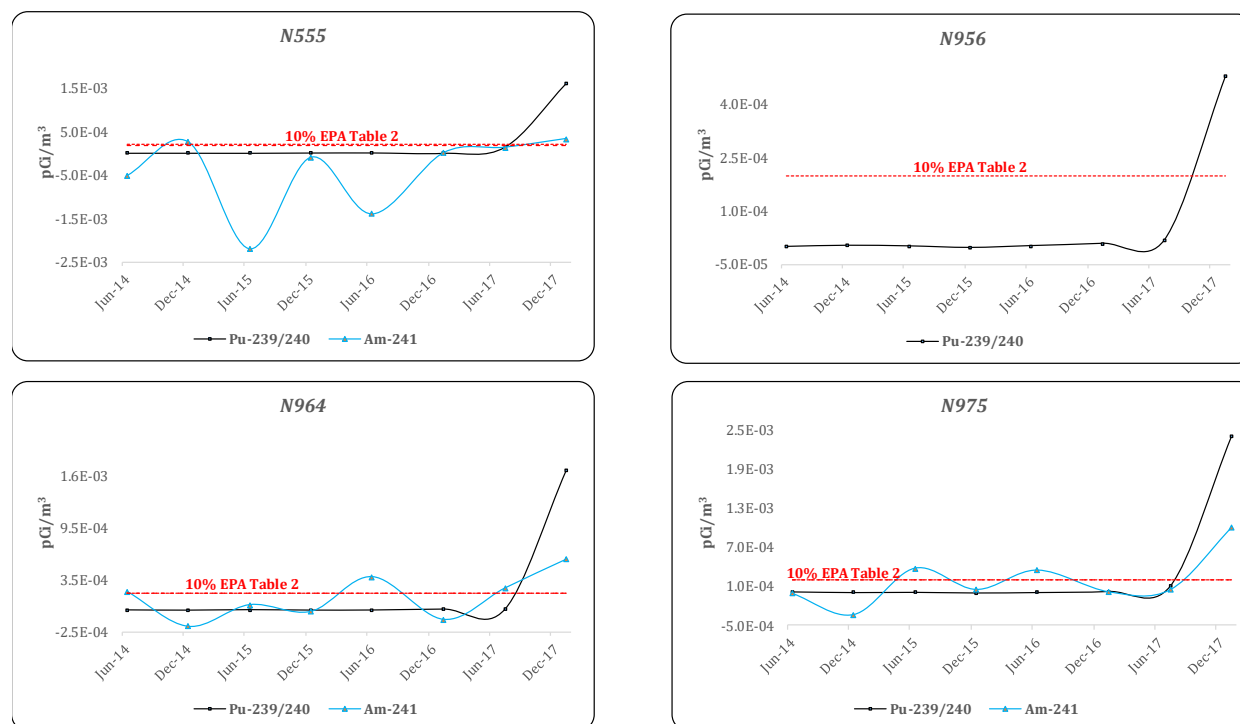 N555
pCi/m³
1.5E-03
5.0E-04
-5.0E-04
-1.5E-03
-2.5E-03
10% EPA Table 2
Jun-14 Dec-14 Jun-15 Dec-15 Jun-16 Dec-16 Jun-17 Dec-17
Pu-239/240 Am-241
N956
pCi/m³
4.0E-04
2.5E-04
1.0E-04
-5.0E-05
10% EPA Table 2
Jun-14 Dec-14 Jun-15 Dec-15 Jun-16 Dec-16 Jun-17 Dec-17
Pu-239/240
N964
pCi/m³
1.6E-03
9.5E-04
3.5E-04
-2.5E-04
10% EPA Table 2
Jun-14 Dec-14 Jun-15 Dec-15 Jun-16 Dec-16 Jun-17 Dec-17
Pu-239/240 Am-241
N975
pCi/m³
2.5E-03
1.9E-03
1.3E-03
7.0E-04
1.0E-04
-5.0E-04
10% EPA Table 2
Jun-14 Dec-14 Jun-15 Dec-15 Jun-16 Dec-16 Jun-17 Dec-17
Pu-239/240 Am-241